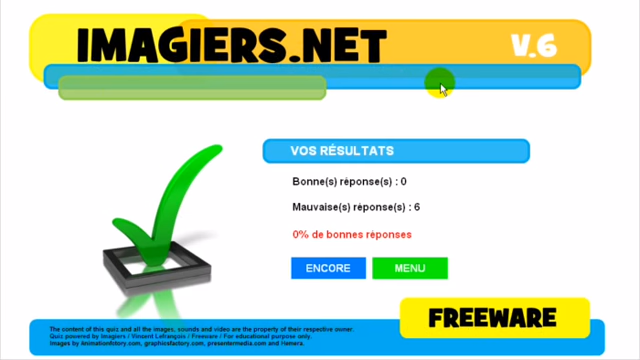 IMAGIERS.NET
V.6
VOS RÉSULTATS
Bonne(s) réponse(s) : 0
Mauvaise(s) réponse(s) : 6
0% de bonnes réponses
ENCORE
MENU
FREEWARE
The content of this quiz and all the images, sounds and video are the property of their respective owner.
Quiz powered by Imagiers / Vincent Lefrançois / Freeware / For educational purpose only.
Images by Animationfctory.com, graphicsfactory.com, presentermedia.com and Hemera.